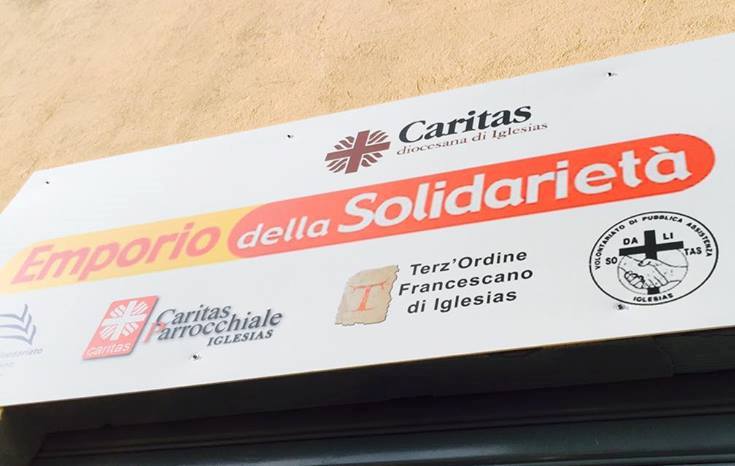 Caritas
diocesana di Iglesias
Emporio della Solidarietà
caritas
Caritas
Parrocchiale
IGLESIAS
Terz'Ordine
Francescano
di Iglesias
VOLONTARIATO DI PUBBLICA ASSISTENZA
DA LI
SO TAS
IGLESIAS